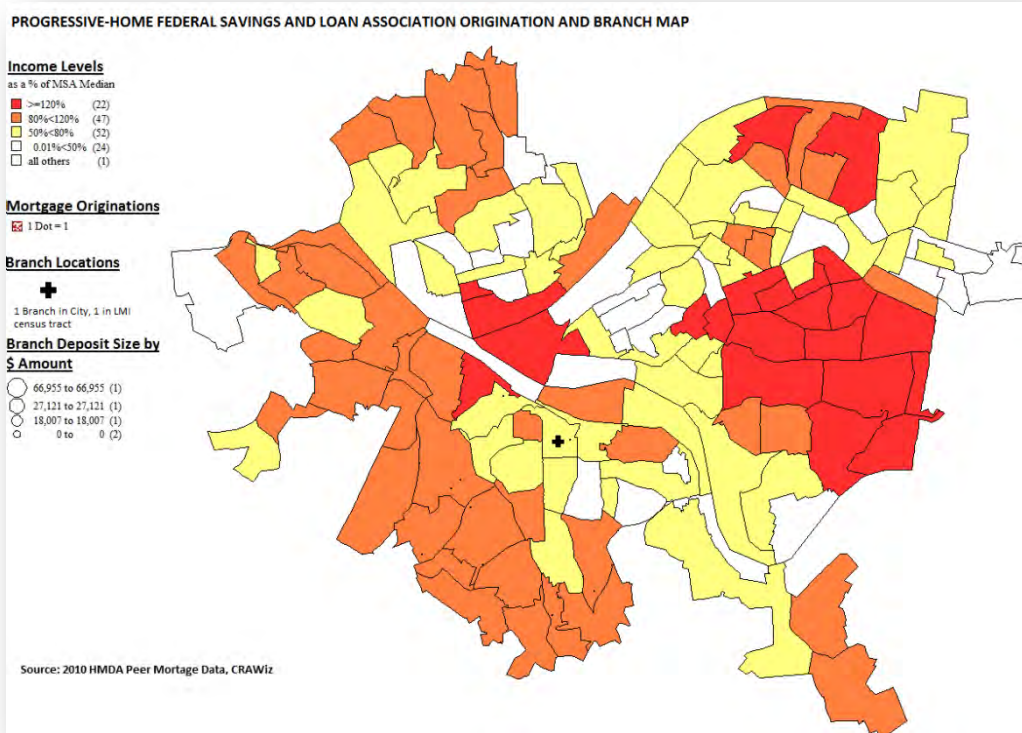 PROGRESSIVE-HOME FEDERAL SAVINGS AND LOAN ASSOCIATION ORIGINATION AND BRANCH MAP
Income Levels
as a % of MSA Median
>=120% (22)
80%<120% (47)
50%<80% (52)
0.01%<50% (24)
all others (1)
Mortgage Originations
1 Dot = 1
Branch Locations
1 Branch in City, 1 in LMI
census tract
Branch Deposit Size by
$ Amount
66,955 to 66,955 (1)
27,121 to 27,121 (1)
18,007 to 18,007 (1)
0 to 0 (2)
Source: 2010 HMDA Peer Mortage Data, CRAWiz